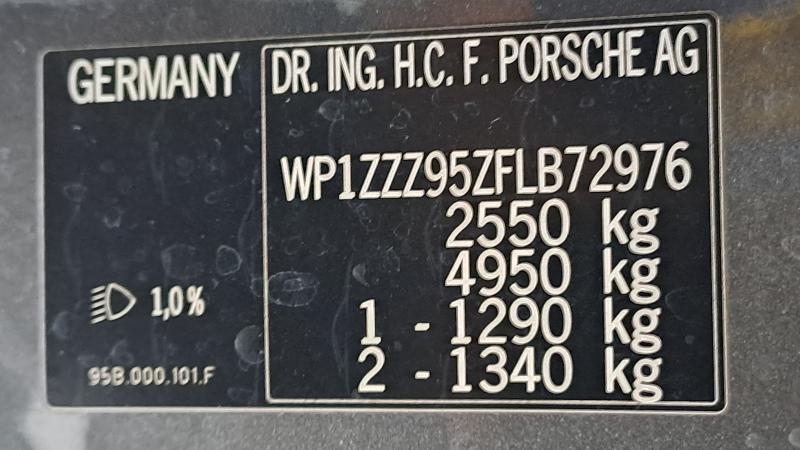 GERMANY
DR. ING. H.C. F. PORSCHE AG
WP1ZZZ95ZFLB72976
2550 kg
4950 kg
1 - 1290 kg
2 - 1340 kg
1,0%
95B.000.101.F